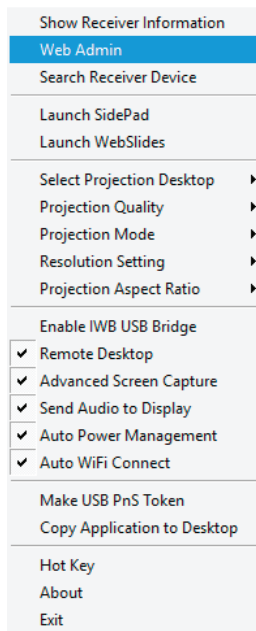 Show Receiver Information
Web Admin
Search Receiver Device
Launch SidePad
Launch WebSlides
Select Projection Desktop
Projection Quality
Projection Mode
Resolution Setting
Projection Aspect Ratio
Enable IWB USB Bridge
Remote Desktop
Advanced Screen Capture
Send Audio to Display
Auto Power Management
Auto WiFi Connect
Make USB PnS Token
Copy Application to Desktop
Hot Key
About
Exit